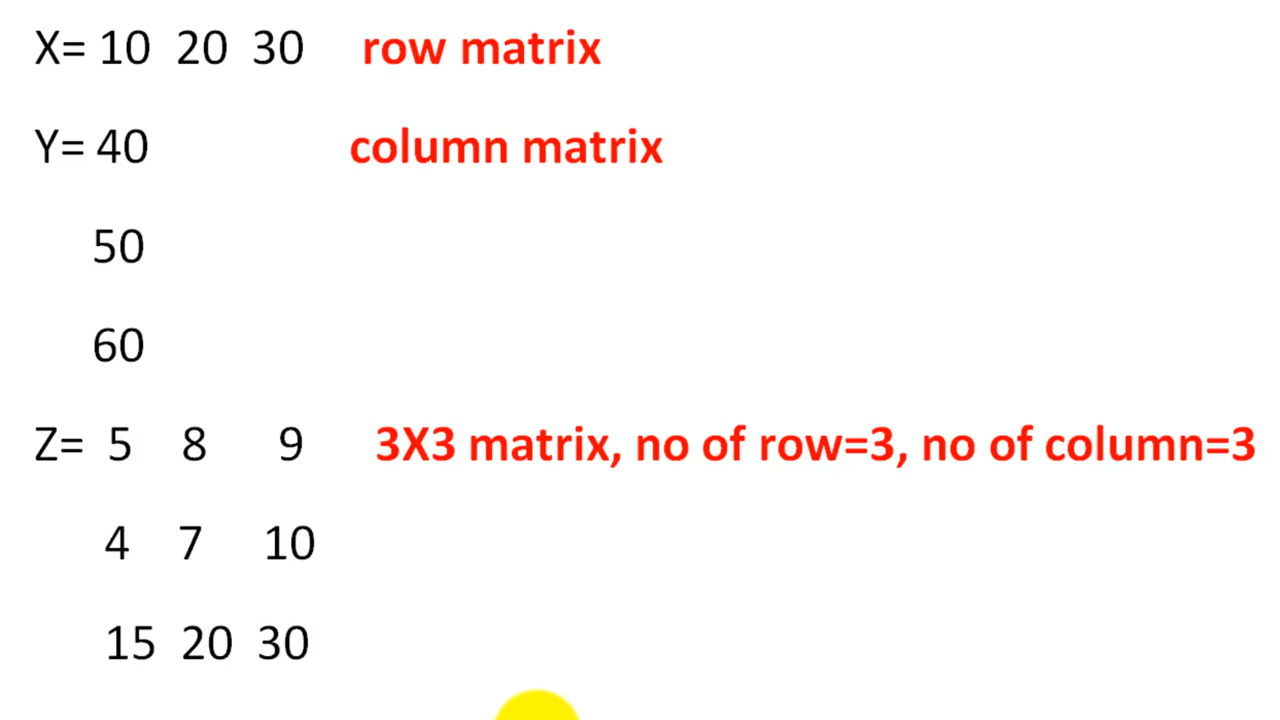 X= 10 20 30 row matrix
Y= 40 column matrix
50
60
Z= 5 8 9 3X3 matrix, no of row=3, no of column=3
4 7 10
15 20 30